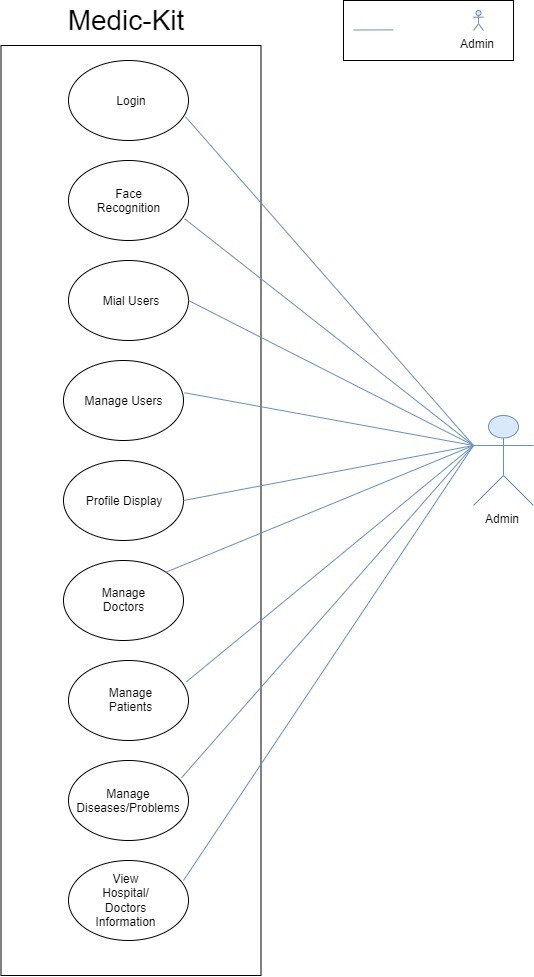 Medic-Kit
Admin
Login
Face
Recognition
Mial Users
Manage Users
Profile Display
Manage
Doctors
Manage
Patients
Manage
Diseases/Problems
View
Hospital/
Doctors
Information
Admin